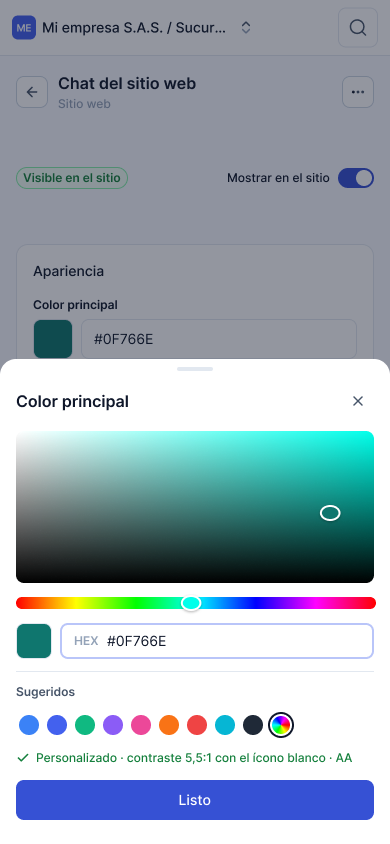 ME Mi empresa S.A.S. / Sucur...
Chat del sitio web
Sitio web
Visible en el sitio
Mostrar en el sitio
Apariencia
Color principal
#0F766E
Color principal
HEX #0F766E
Sugeridos
Personalizado · contraste 5,5:1 con el ícono blanco · AA
Listo